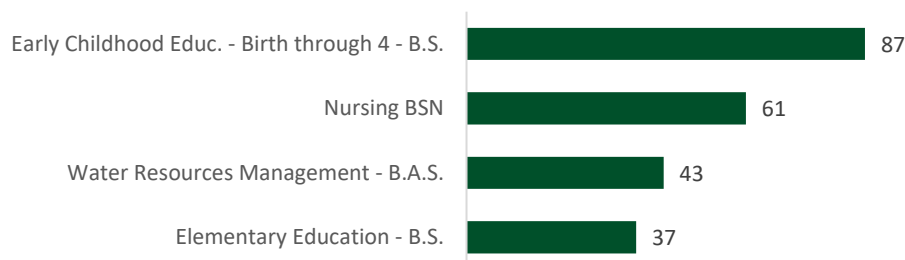 Early Childhood Educ. - Birth through 4 - B.S. 87
Nursing BSN 61
Water Resources Management - B.A.S. 43
Elementary Education - B.S. 37